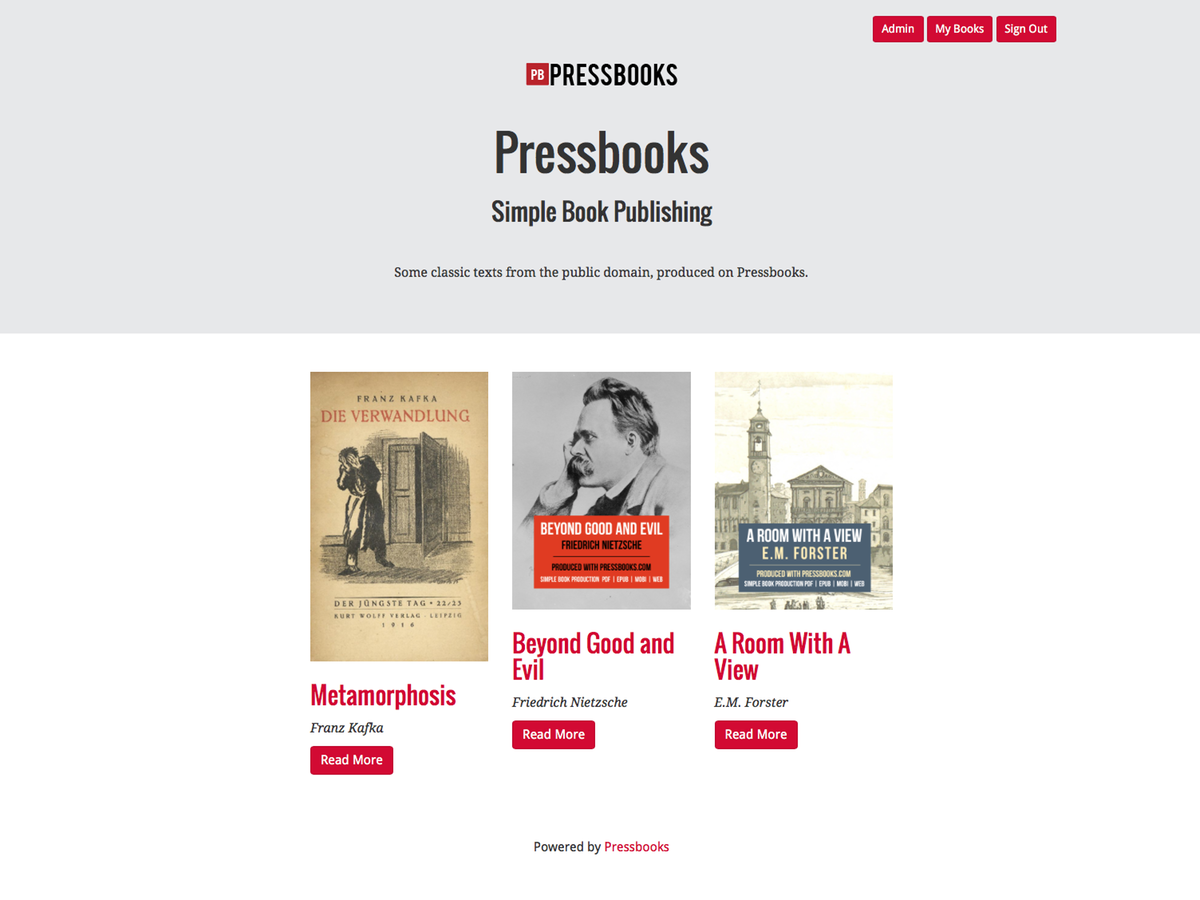 Admin My Books Sign Out
PB PRESSBOOKS
Pressbooks
Simple Book Publishing
Some classic texts from the public domain, produced on Pressbooks.
FRANZ KAFKA
DIE VERWANDLUNG
DER JÜNGSTE TAG • 22/23
KURT WOLFF VERLAG · LEIPZIG
1916
Metamorphosis
Franz Kafka
Read More
BEYOND GOOD AND EVIL
FRIEDRICH NIETZSCHE
PRODUCED WITH PRESSBOOKS.COM
SIMPLE BOOK PRODUCTION PDF | EPUB | MOBI | WEB
Beyond Good and
Evil
Friedrich Nietzsche
Read More
A ROOM WITH A VIEW
E.M. FORSTER
PRODUCED WITH PRESSBOOKS.COM
SIMPLE BOOK PRODUCTION PDF | EPUB | MOBI | WEB
A Room With A
View
E.M. Forster
Read More
Powered by Pressbooks